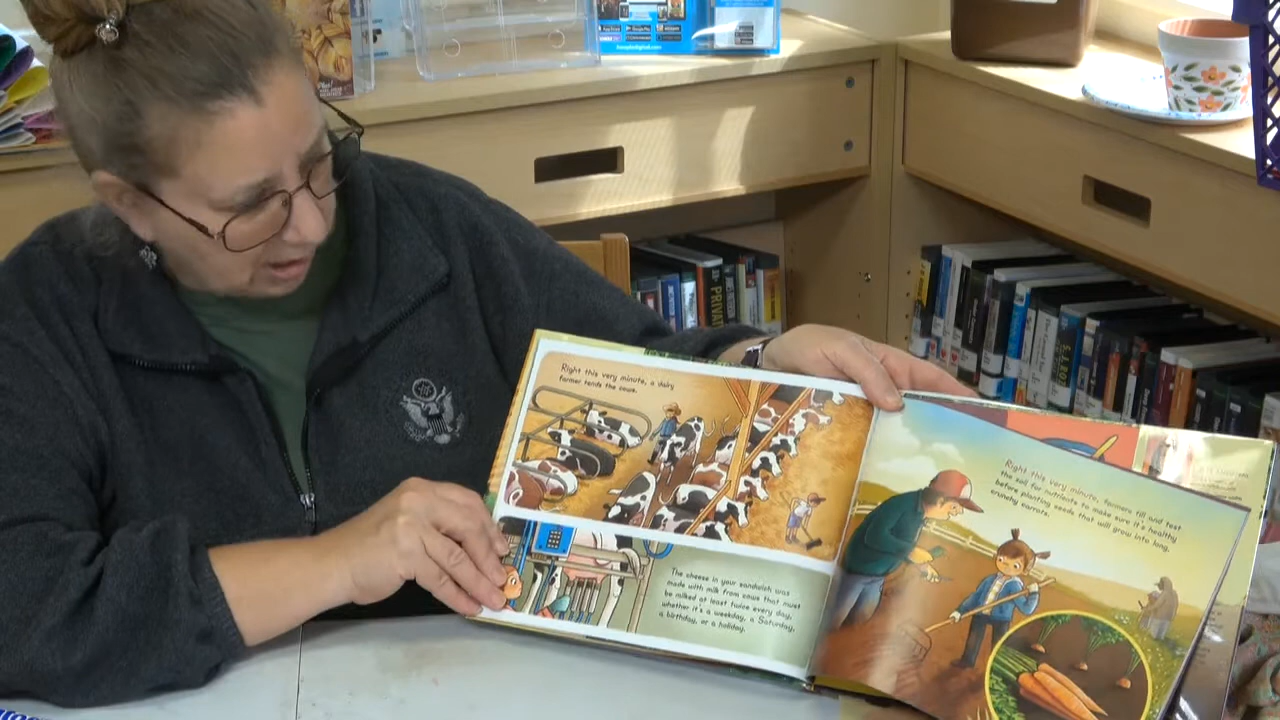 Right this very minute, a dairy
farmer tends the cows.
The cheese in your sandwich was
made with milk from cows that must
be milked at least twice every day,
whether it's a weekday, a Saturday,
a birthday, or a holiday.
Right this very minute, farmers till and test
the soil for nutrients to make sure it's healthy
before planting seeds that will grow into long,
crunchy carrots.
PRIVATE